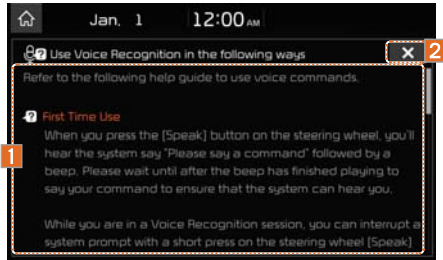 Jan. 1 12:00 AM
Use Voice Recognition in the following ways
2
Refer to the following help guide to use voice commands.
First Time Use
When you press the [Speak] button on the steering wheel, you'll
hear the system say "Please say a command" followed by a
1
beep. Please wait until after the beep has finished playing to
say your command to ensure that the system can hear you.
While you are in a Voice Recognition session, you can interrupt a
system prompt with a short press on the steering wheel [Speak]